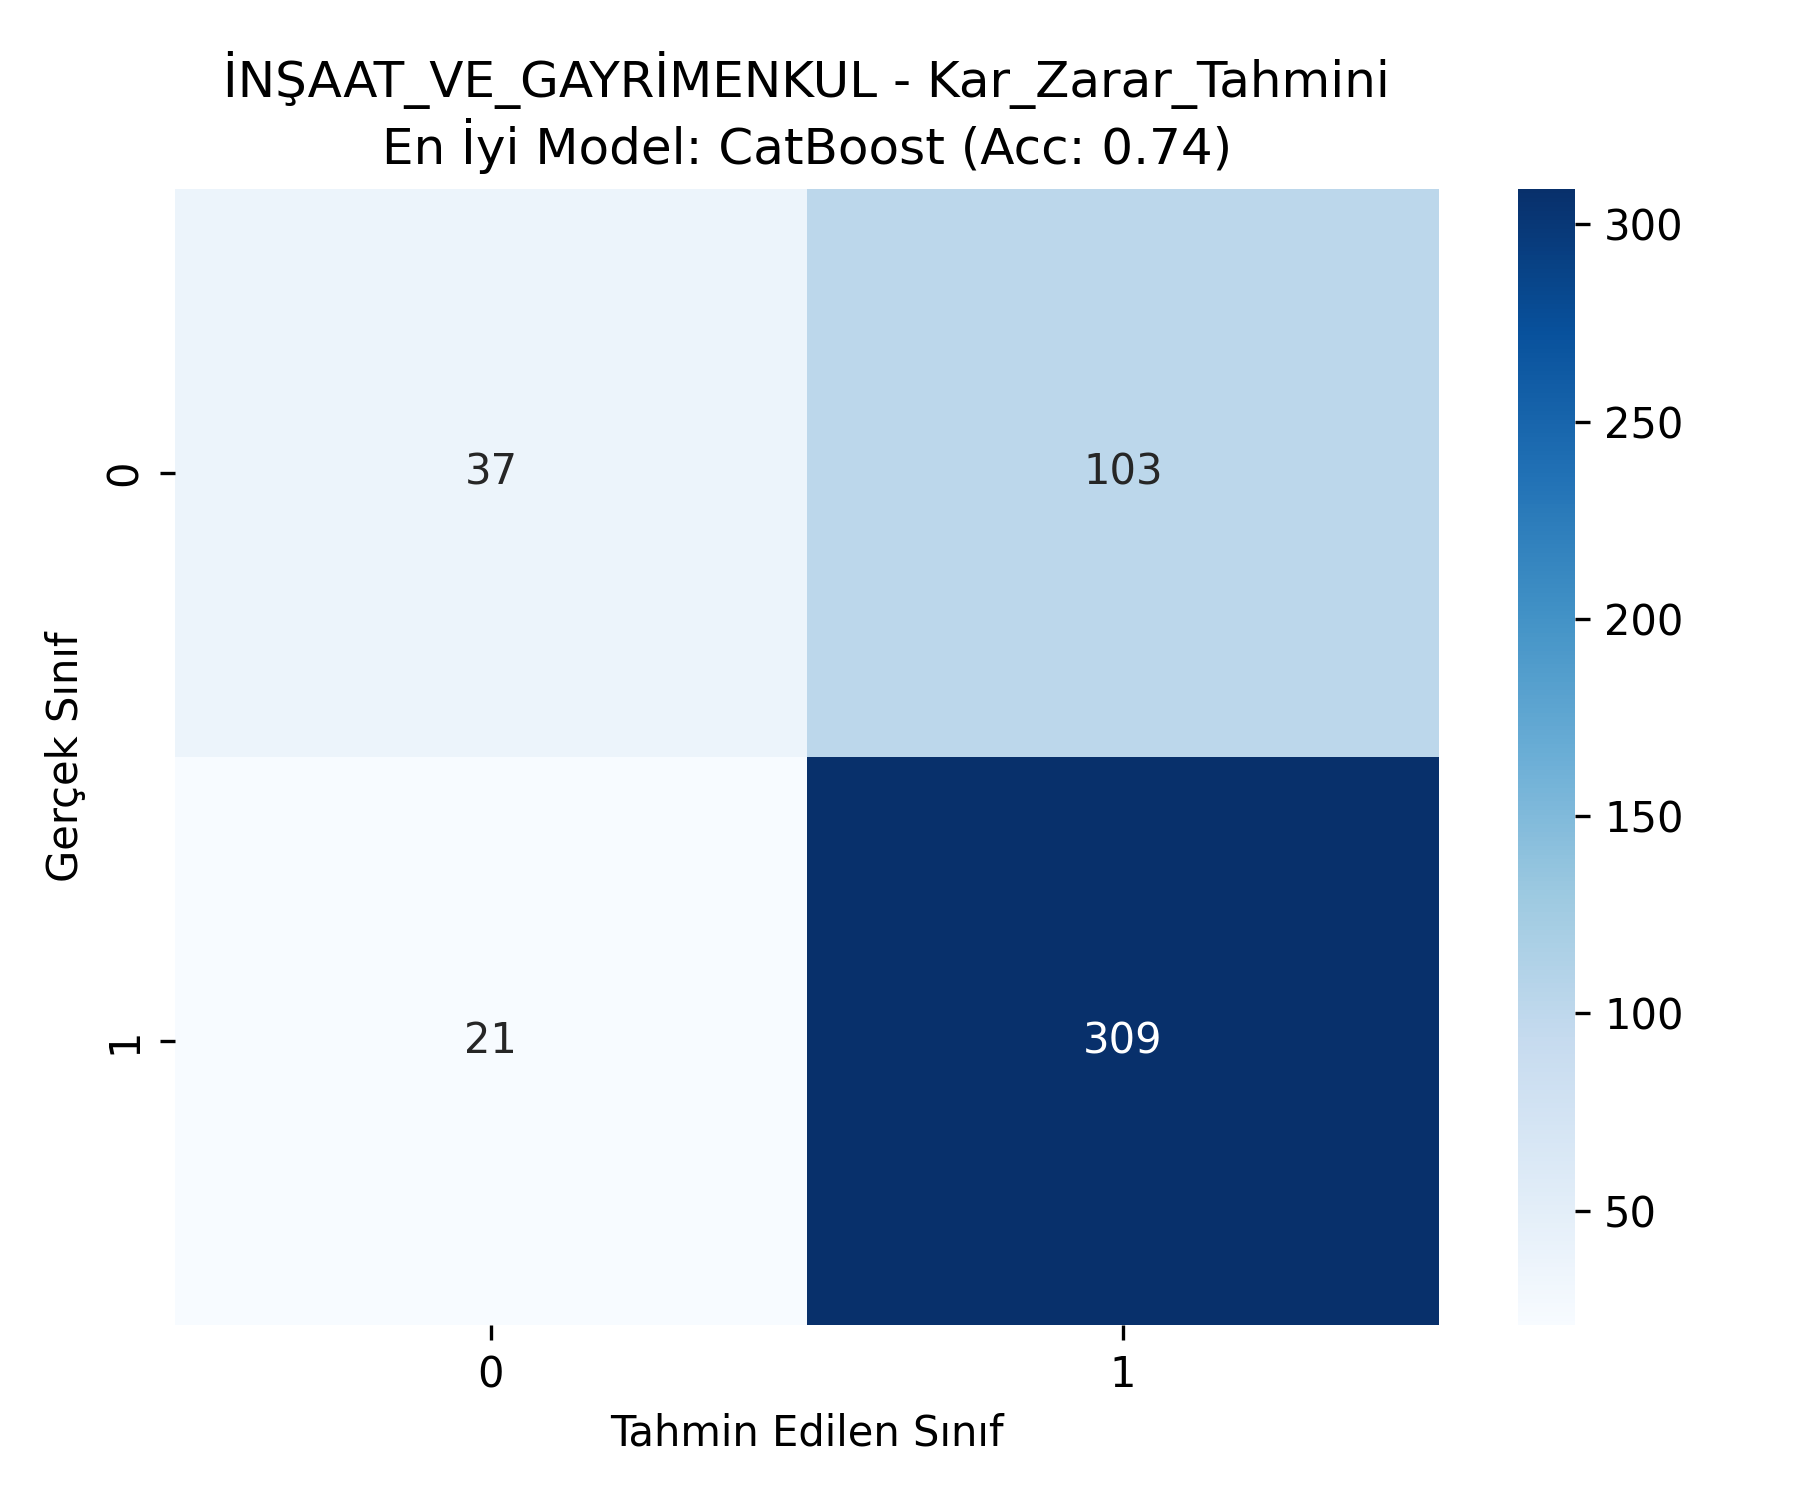 İNŞAAT_VE_GAYRİMENKUL - Kar_Zarar_Tahmini
En İyi Model: CatBoost (Acc: 0.74)
37 103
21 309
0
1
Gerçek Sınıf
0 1
Tahmin Edilen Sınıf
300
250
200
150
100
50